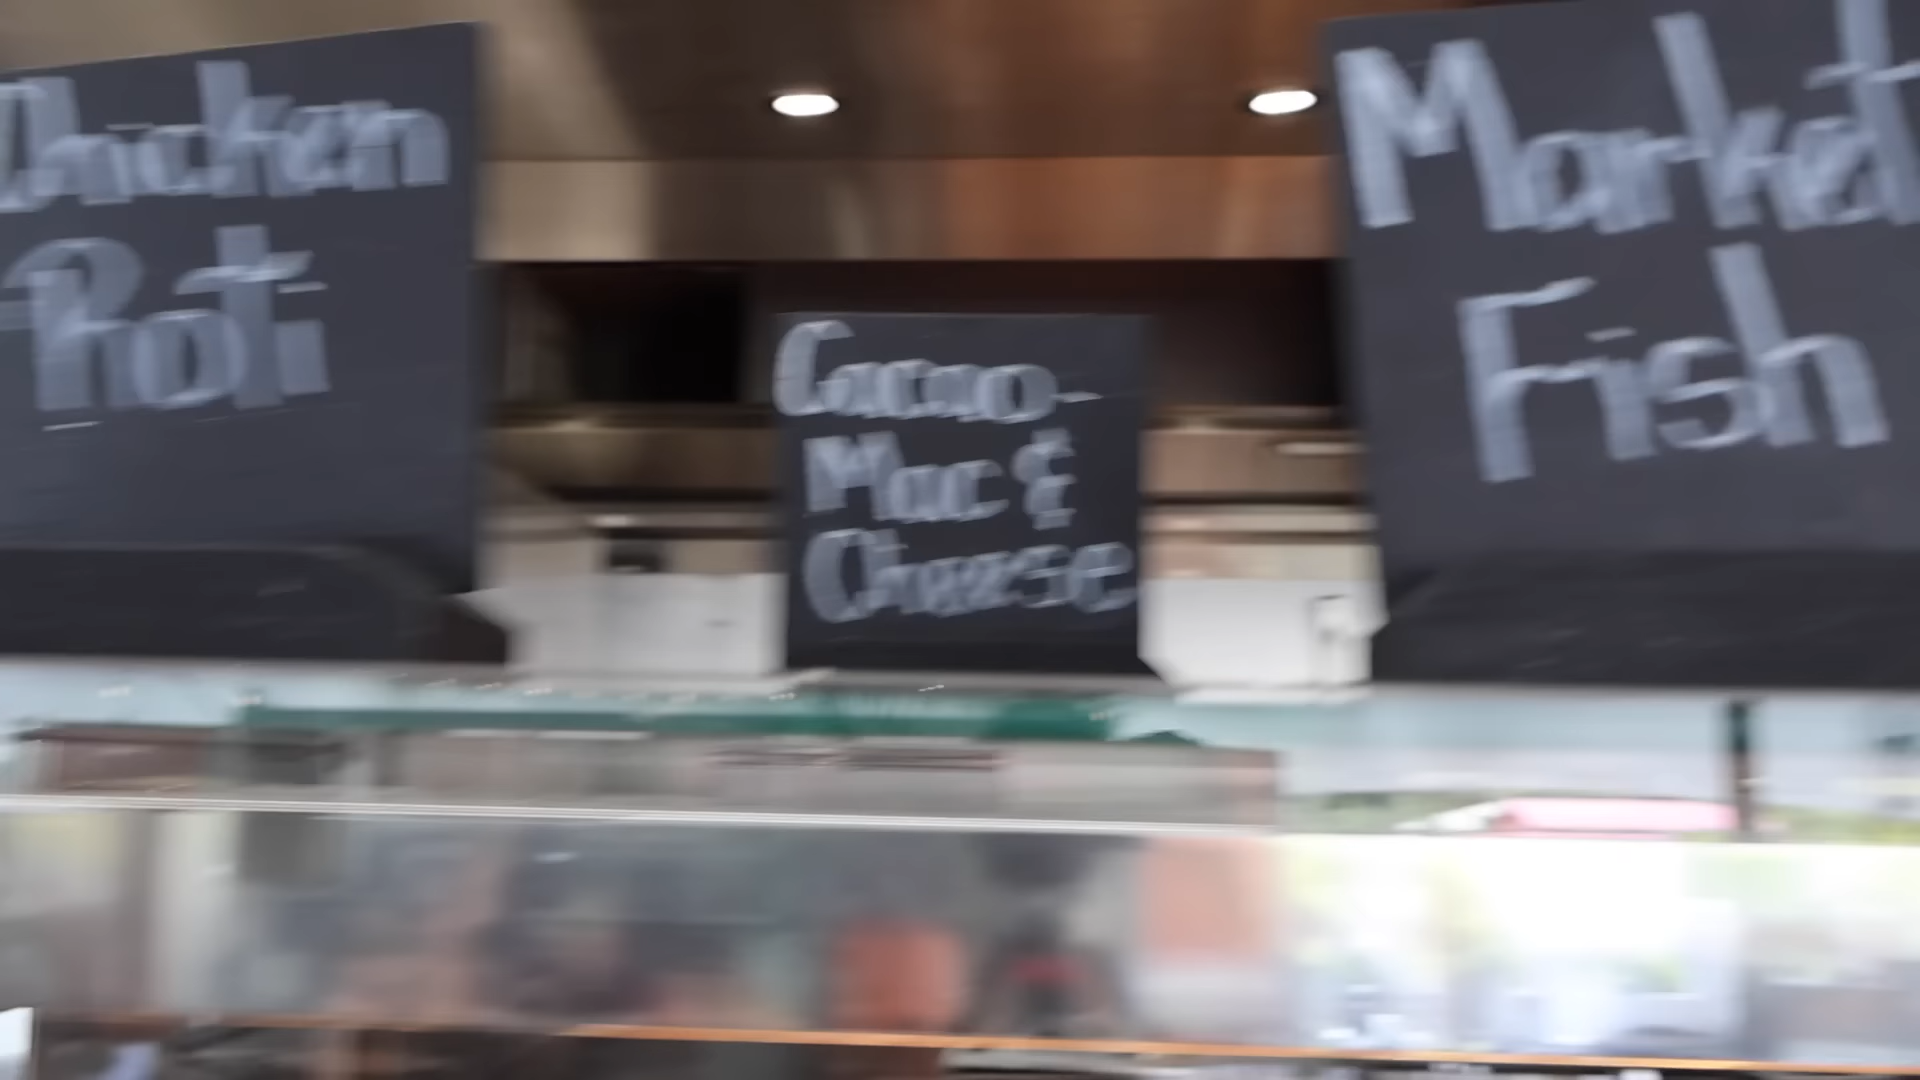 Chicken
Roti
Cacao-
Mac &
Cheese
Market
Fish